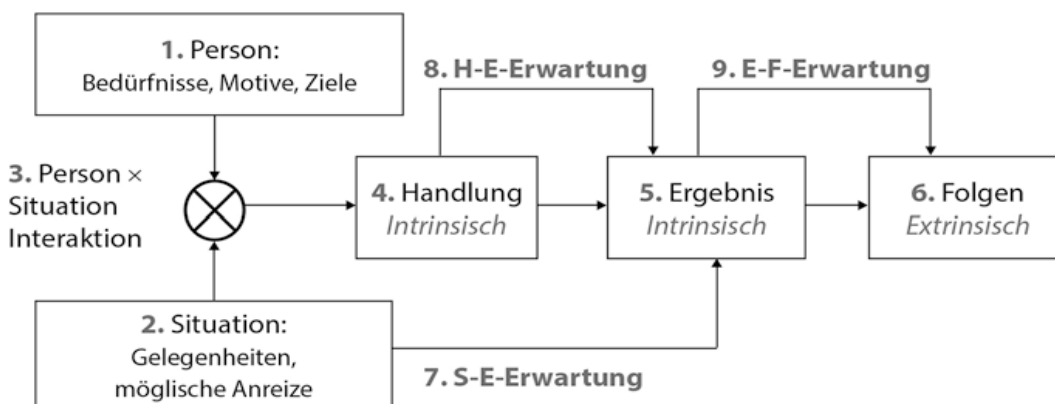 1. Person:
Bedürfnisse, Motive, Ziele
8. H-E-Erwartung
9. E-F-Erwartung
3. Person ×
Situation
Interaktion
4. Handlung
Intrinsisch
5. Ergebnis
Intrinsisch
6. Folgen
Extrinsisch
2. Situation:
Gelegenheiten,
möglische Anreize
7. S-E-Erwartung